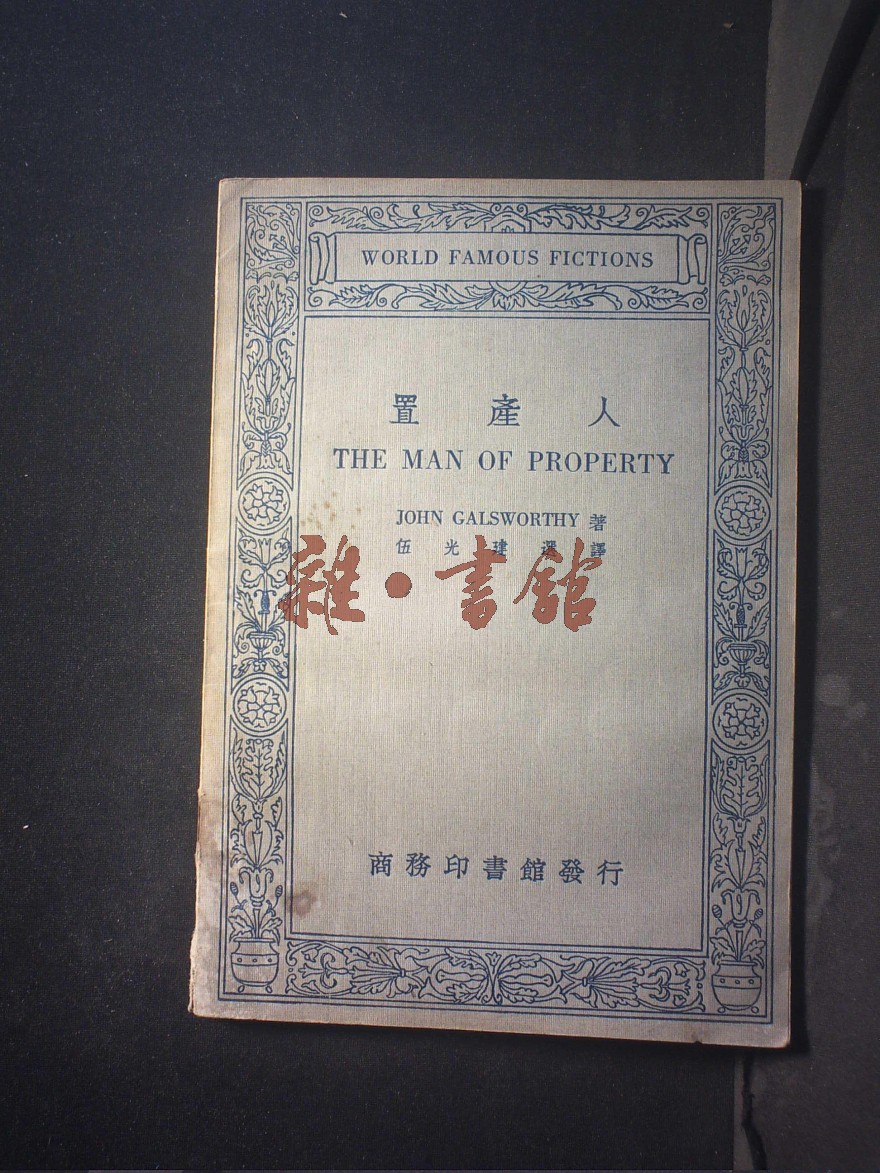 WORLD FAMOUS FICTIONS
置產人
THE MAN OF PROPERTY
JOHN GALSWORTHY 著
伍光建選譯
雜·書館
商務印書館發行